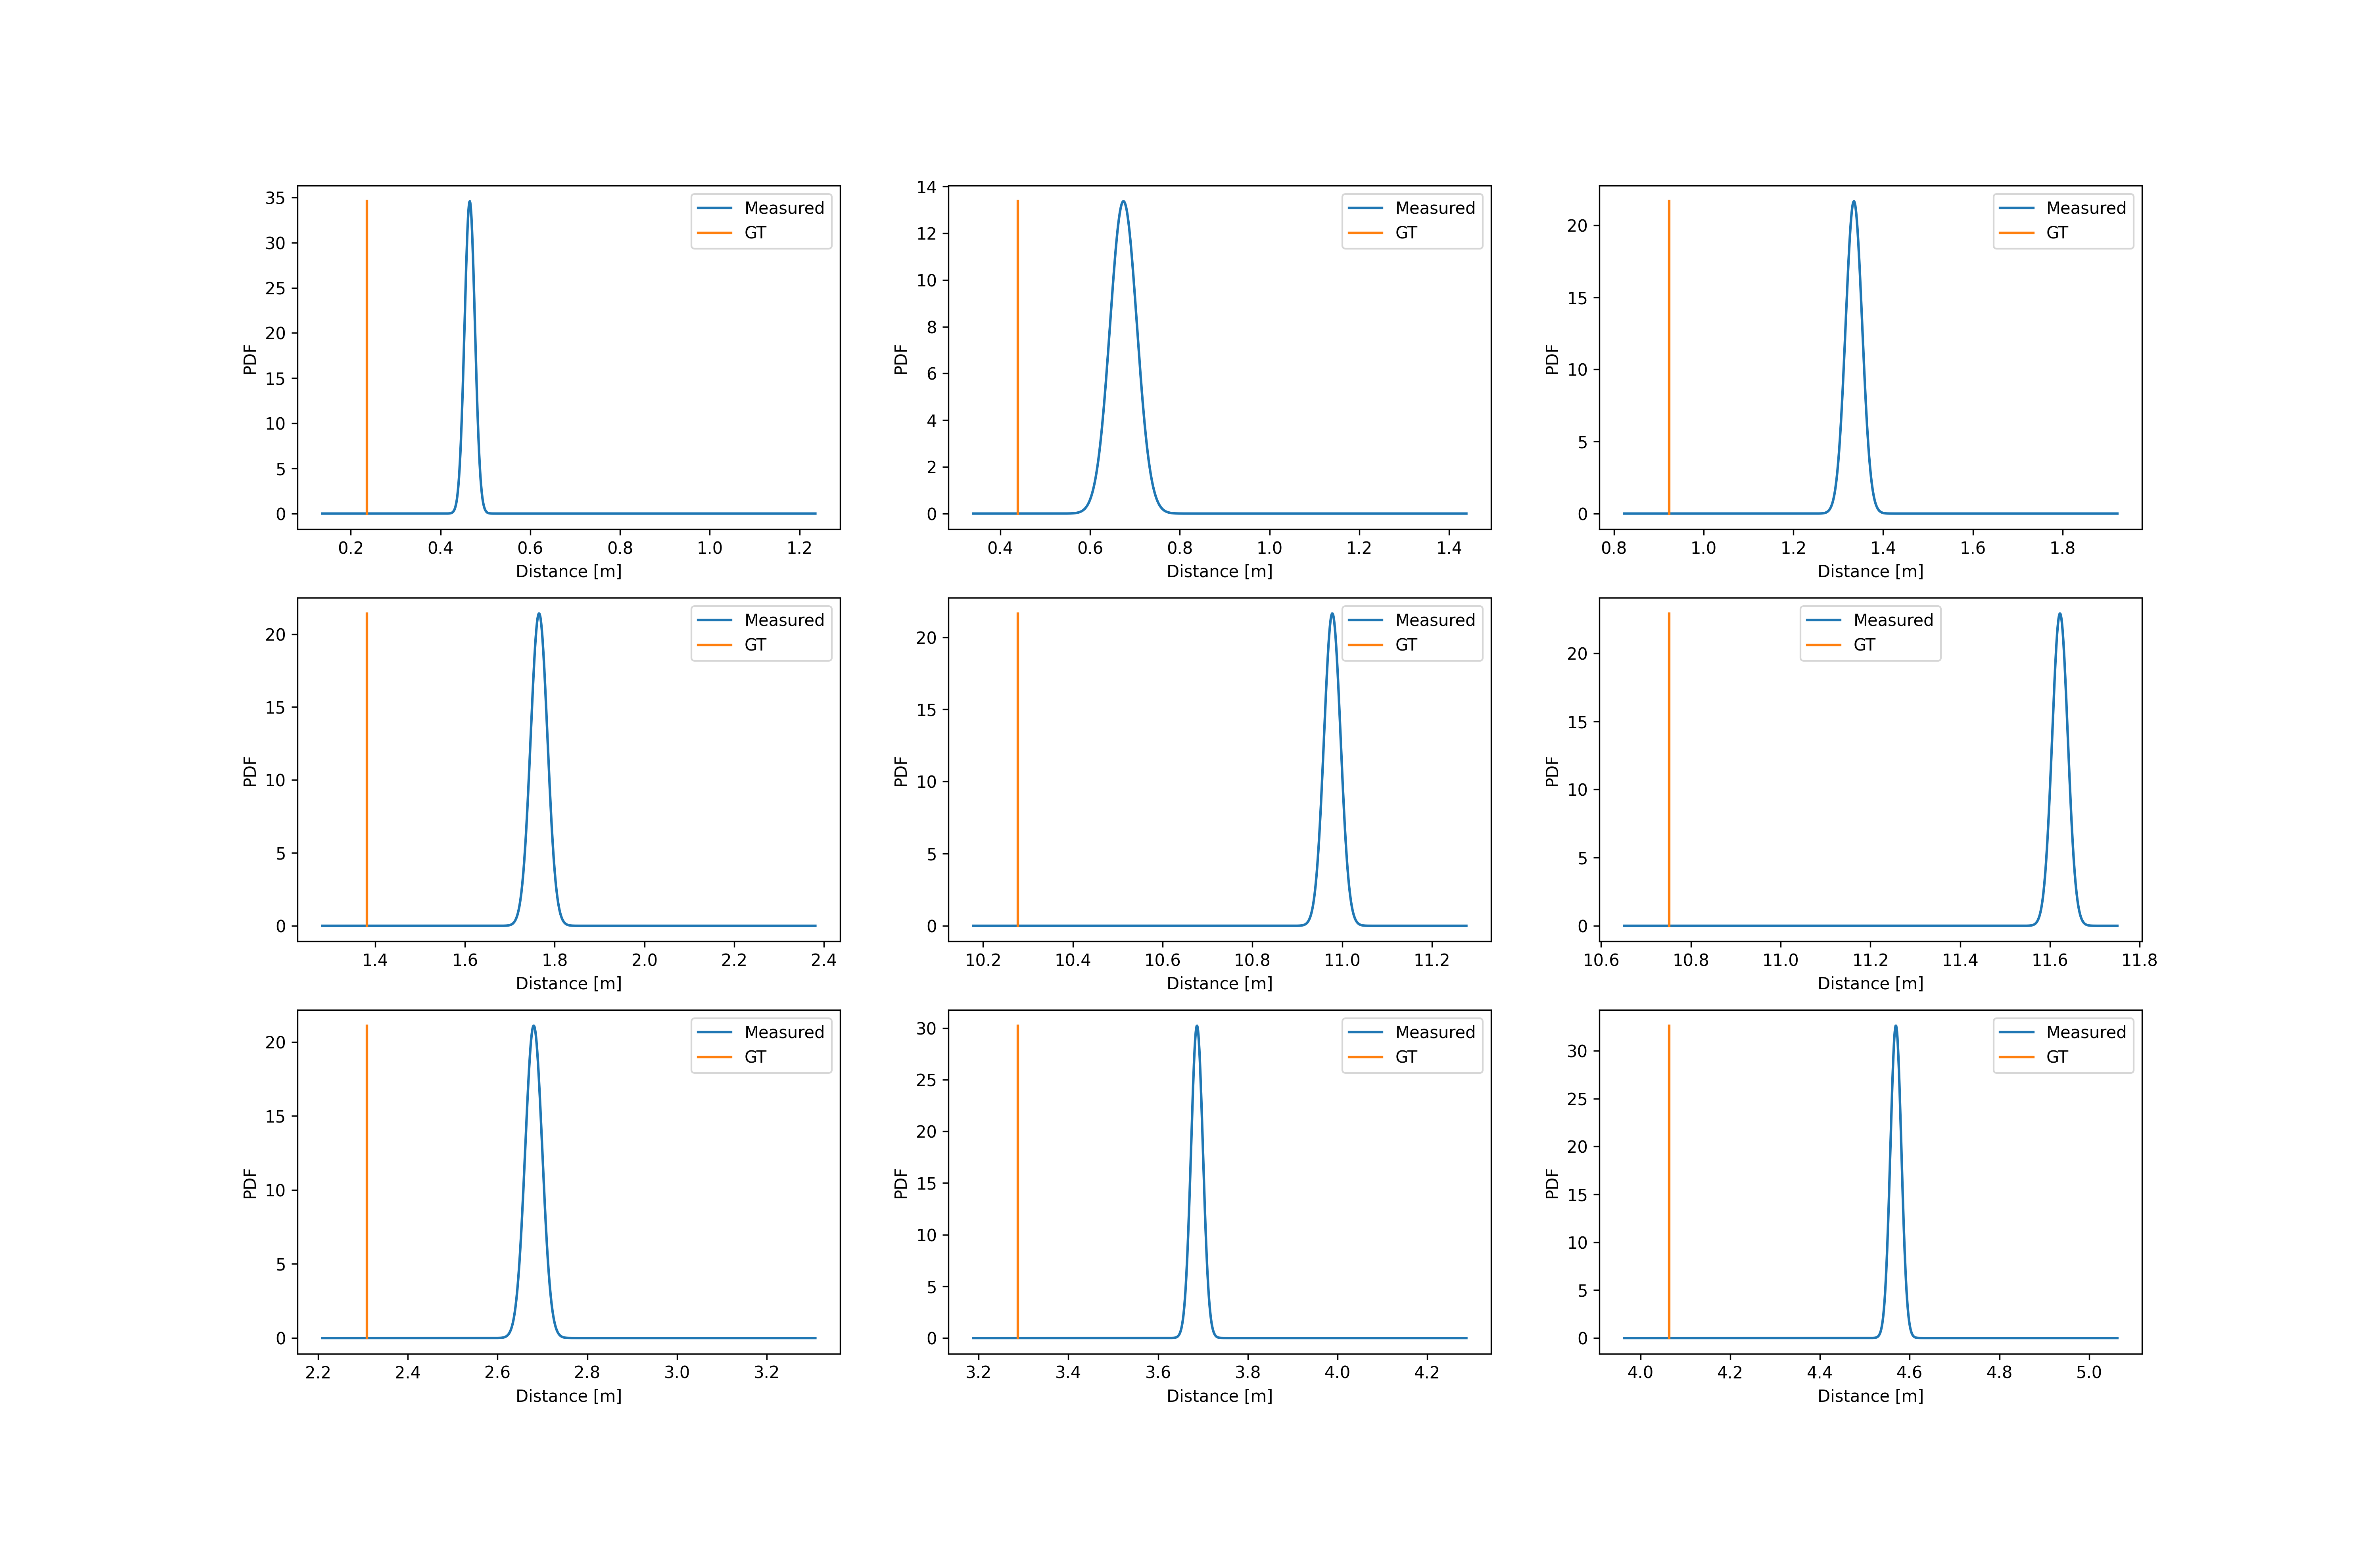 35
30
25
20
15
10
5
0
PDF
Measured
GT
0.2 0.4 0.6 0.8 1.0 1.2
Distance [m]
14
12
10
8
6
4
2
0
PDF
Measured
GT
0.4 0.6 0.8 1.0 1.2 1.4
Distance [m]
20
15
10
5
0
PDF
Measured
GT
0.8 1.0 1.2 1.4 1.6 1.8
Distance [m]
20
15
10
5
0
PDF
Measured
GT
1.4 1.6 1.8 2.0 2.2 2.4
Distance [m]
20
15
10
5
0
PDF
Measured
GT
10.2 10.4 10.6 10.8 11.0 11.2
Distance [m]
20
15
10
5
0
PDF
Measured
GT
10.6 10.8 11.0 11.2 11.4 11.6 11.8
Distance [m]
20
15
10
5
0
PDF
Measured
GT
2.2 2.4 2.6 2.8 3.0 3.2
Distance [m]
30
25
20
15
10
5
0
PDF
Measured
GT
3.2 3.4 3.6 3.8 4.0 4.2
Distance [m]
30
25
20
15
10
5
0
PDF
Measured
GT
4.0 4.2 4.4 4.6 4.8 5.0
Distance [m]